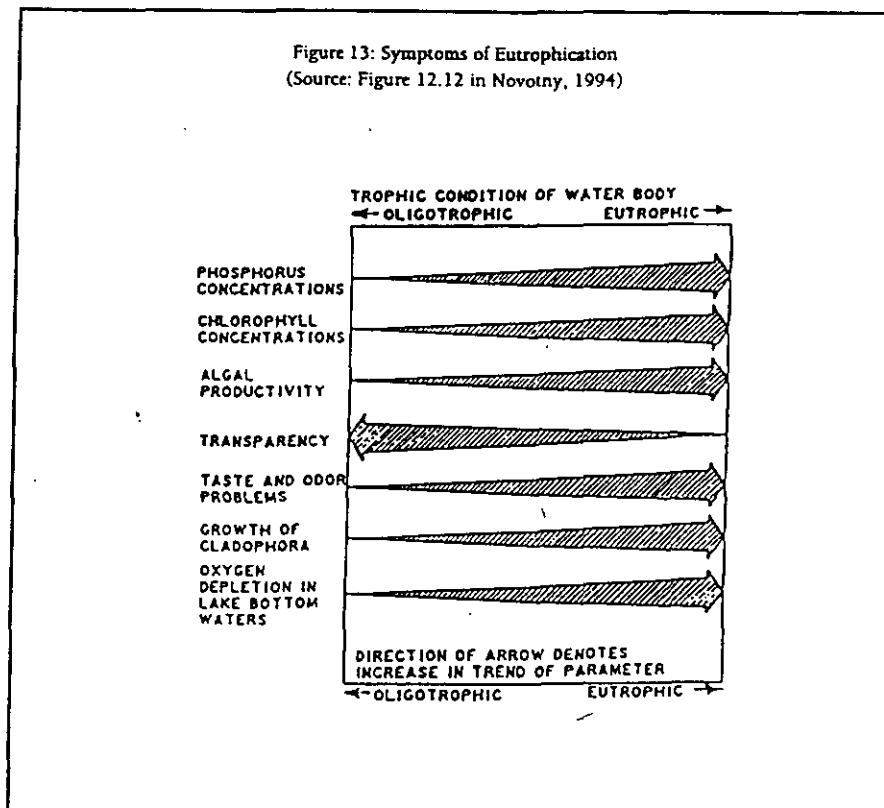 Figure 13: Symptoms of Eutrophication
(Source: Figure 12.12 in Novotny, 1994)
TROPHIC CONDITION OF WATER BODY
←OLIGOTROPHIC EUTROPHIC→
PHOSPHORUS
CONCENTRATIONS
CHLOROPHYLL
CONCENTRATIONS
ALGAL
PRODUCTIVITY
TRANSPARENCY
TASTE AND ODOR
PROBLEMS
GROWTH OF
CLADOPHORA
OXYGEN
DEPLETION IN
LAKE BOTTOM
WATERS
DIRECTION OF ARROW DENOTES
INCREASE IN TREND OF PARAMETER
←OLIGOTROPHIC EUTROPHIC→